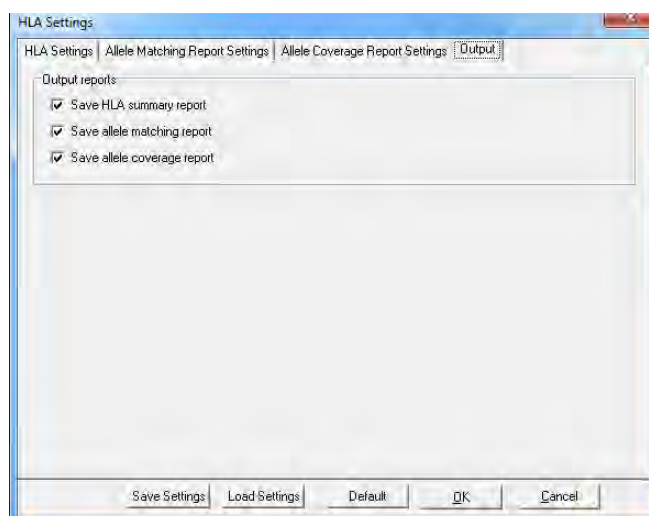 HLA Settings
HLA Settings Allele Matching Report Settings Allele Coverage Report Settings Output
Output reports
Save HLA summary report
Save allele matching report
Save allele coverage report
Save Settings Load Settings Default OK Cancel